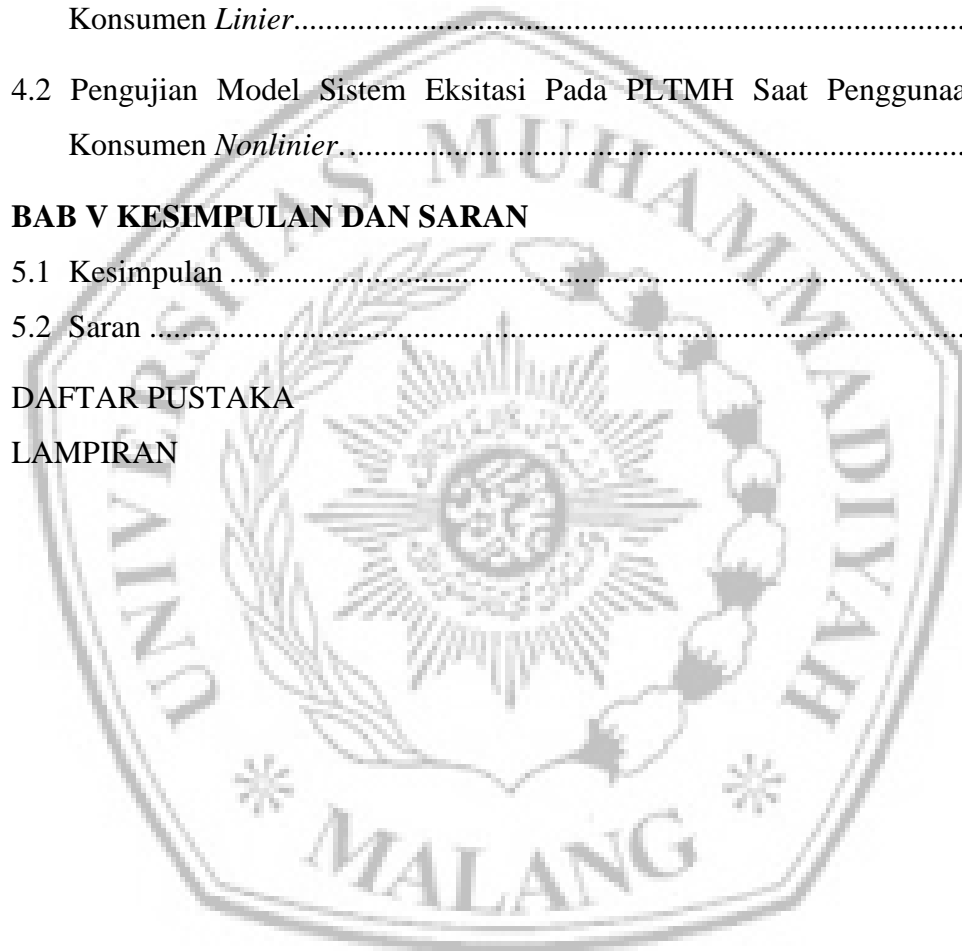 Konsumen Linier......................................................................
4.2 Pengujian Model Sistem Eksitasi Pada PLTMH Saat Penggunaa
Konsumen Nonlinier................................................................
BAB V KESIMPULAN DAN SARAN
5.1 Kesimpulan ..............................................................................
5.2 Saran ........................................................................................
DAFTAR PUSTAKA
LAMPIRAN
UNIVERSITAS MUHAMMADIYAH
MALANG